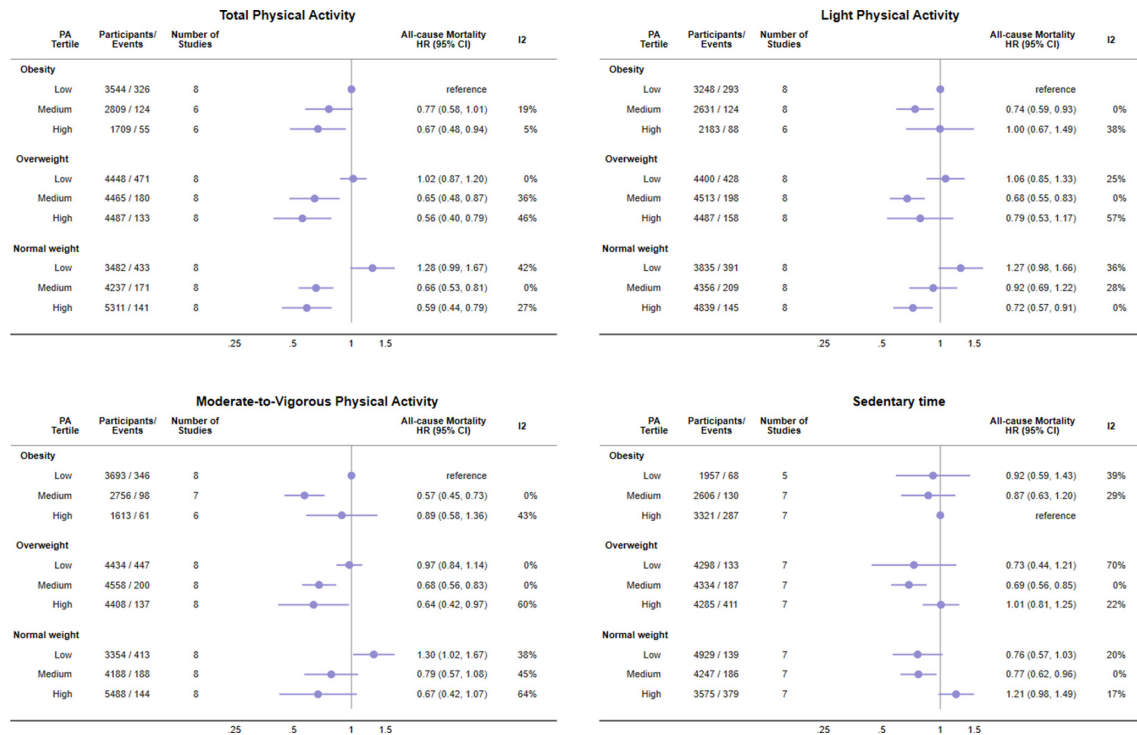 Total Physical Activity
PA Tertile Participants/ Events Number of Studies All-cause Mortality HR (95% CI) I2
Obesity
Low 3544 / 326 8 reference
Medium 2809 / 124 6 0.77 (0.58, 1.01) 19%
High 1709 / 55 6 0.67 (0.48, 0.94) 5%
Overweight
Low 4448 / 471 8 1.02 (0.87, 1.20) 0%
Medium 4465 / 180 8 0.65 (0.48, 0.87) 36%
High 4487 / 133 8 0.56 (0.40, 0.79) 46%
Normal weight
Low 3482 / 433 8 1.28 (0.99, 1.67) 42%
Medium 4237 / 171 8 0.66 (0.53, 0.81) 0%
High 5311 / 141 8 0.59 (0.44, 0.79) 27%
.25 .5 1 1.5
Light Physical Activity
PA Tertile Participants/ Events Number of Studies All-cause Mortality HR (95% CI) I2
Obesity
Low 3248 / 293 8 reference
Medium 2631 / 124 8 0.74 (0.59, 0.93) 0%
High 2183 / 88 6 1.00 (0.67, 1.49) 38%
Overweight
Low 4400 / 428 8 1.06 (0.85, 1.33) 25%
Medium 4513 / 198 8 0.68 (0.55, 0.83) 0%
High 4487 / 158 8 0.79 (0.53, 1.17) 57%
Normal weight
Low 3835 / 391 8 1.27 (0.98, 1.66) 36%
Medium 4356 / 209 8 0.92 (0.69, 1.22) 28%
High 4839 / 145 8 0.72 (0.57, 0.91) 0%
.25 .5 1 1.5
Moderate-to-Vigorous Physical Activity
PA Tertile Participants/ Events Number of Studies All-cause Mortality HR (95% CI) I2
Obesity
Low 3693 / 346 8 reference
Medium 2756 / 98 7 0.57 (0.45, 0.73) 0%
High 1613 / 61 6 0.89 (0.58, 1.36) 43%
Overweight
Low 4434 / 447 8 0.97 (0.84, 1.14) 0%
Medium 4558 / 200 8 0.68 (0.56, 0.83) 0%
High 4408 / 137 8 0.64 (0.42, 0.97) 60%
Normal weight
Low 3354 / 413 8 1.30 (1.02, 1.67) 38%
Medium 4188 / 188 8 0.79 (0.57, 1.08) 45%
High 5488 / 144 8 0.67 (0.42, 1.07) 64%
.25 .5 1 1.5
Sedentary time
PA Tertile Participants/ Events Number of Studies All-cause Mortality HR (95% CI) I2
Obesity
Low 1957 / 68 5 0.92 (0.59, 1.43) 39%
Medium 2606 / 130 7 0.87 (0.63, 1.20) 29%
High 3321 / 287 7 reference
Overweight
Low 4298 / 133 7 0.73 (0.44, 1.21) 70%
Medium 4334 / 187 7 0.69 (0.56, 0.85) 0%
High 4285 / 411 7 1.01 (0.81, 1.25) 22%
Normal weight
Low 4929 / 139 7 0.76 (0.57, 1.03) 20%
Medium 4247 / 186 7 0.77 (0.62, 0.96) 0%
High 3575 / 379 7 1.21 (0.98, 1.49) 17%
.25 .5 1 1.5